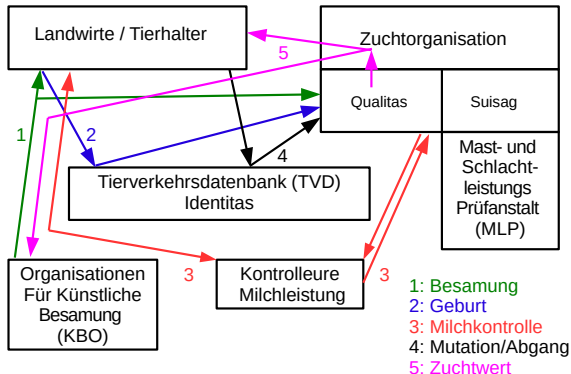 Landwirte / Tierhalter
Zuchtorganisation
5
Qualitas
Suisag
1
2
4
Mast- und
Schlacht-
leistungs
Prüfanstalt
(MLP)
Tierverkehrsdatenbank (TVD)
Identitas
Organisationen
Für Künstliche
Besamung
(KBO)
3
Kontrolleure
Milchleistung
3
1: Besamung
2: Geburt
3: Milchkontrolle
4: Mutation/Abgang
5: Zuchtwert